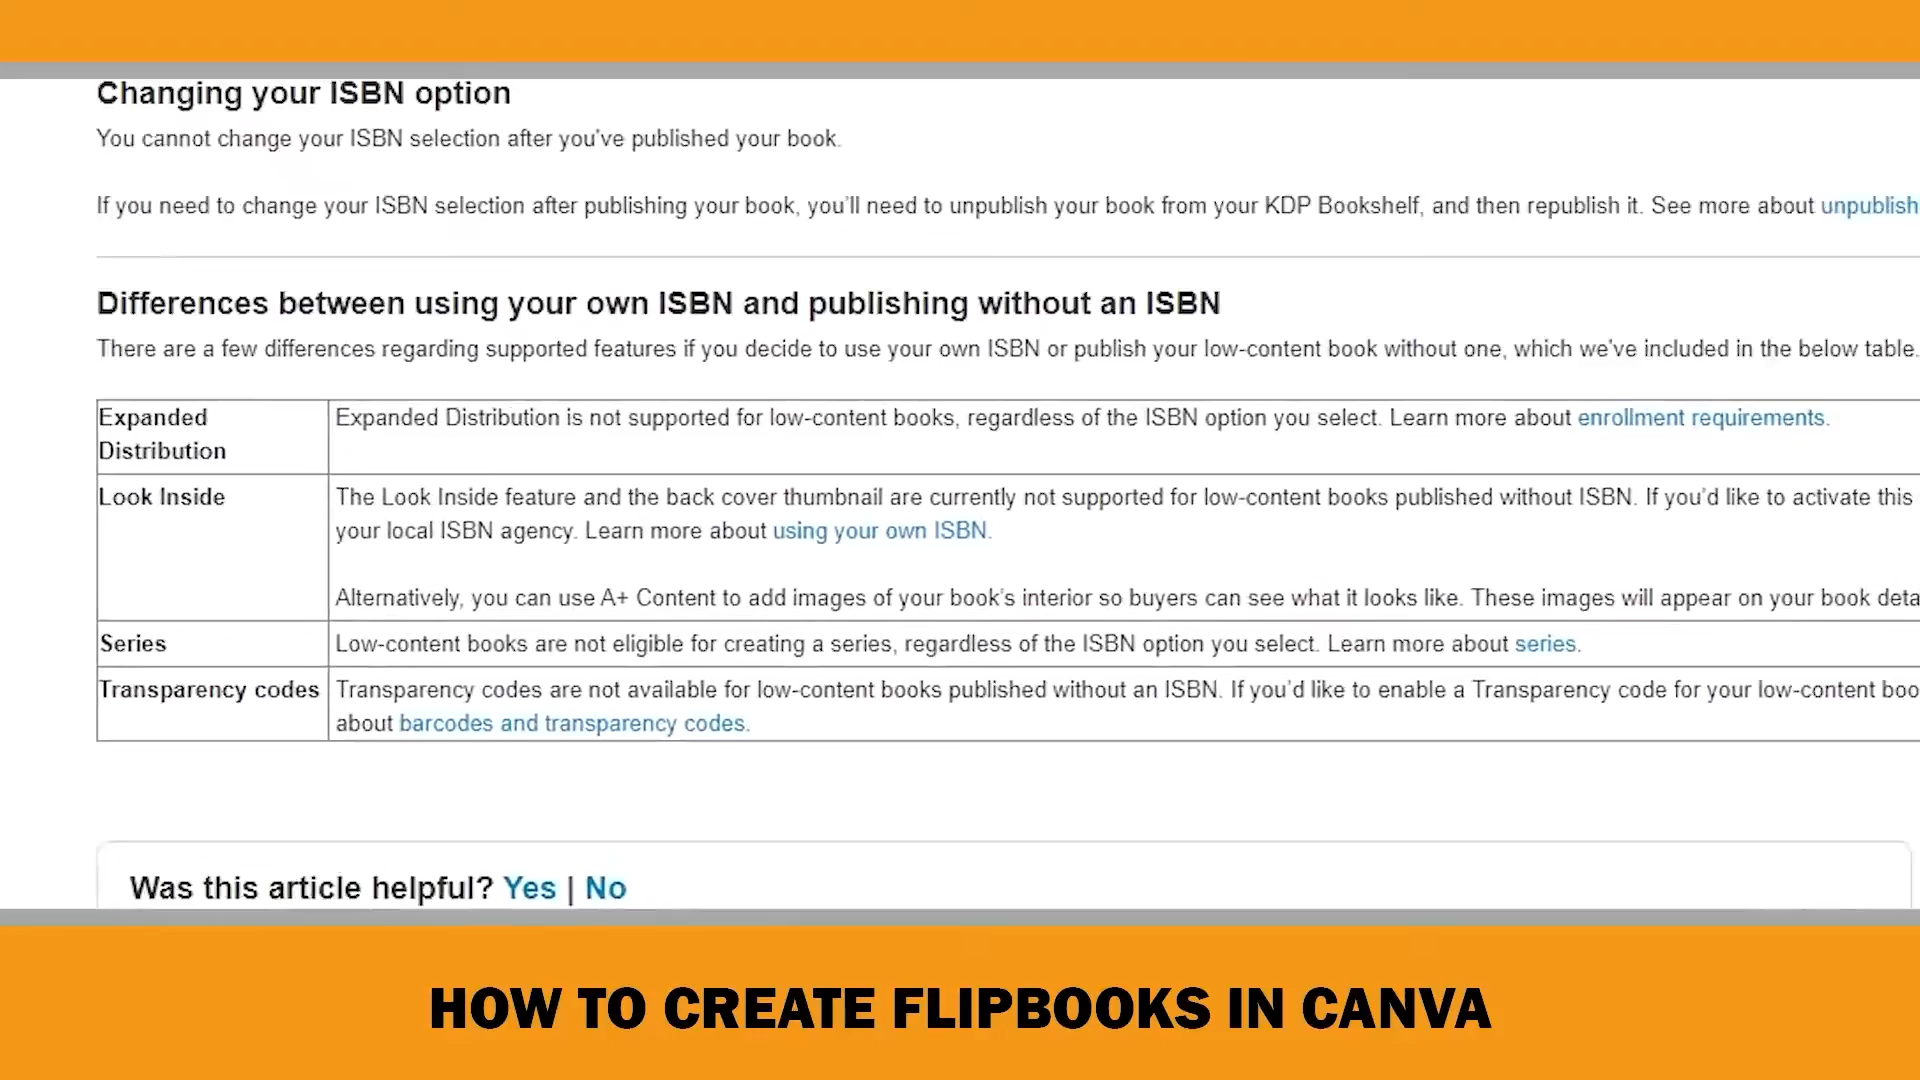 Changing your ISBN option
You cannot change your ISBN selection after you've published your book.
If you need to change your ISBN selection after publishing your book, you'll need to unpublish your book from your KDP Bookshelf, and then republish it. See more about unpublish
Differences between using your own ISBN and publishing without an ISBN
There are a few differences regarding supported features if you decide to use your own ISBN or publish your low-content book without one, which we've included in the below table.
Expanded Distribution is not supported for low-content books, regardless of the ISBN option you select. Learn more about enrollment requirements.
Expanded
Distribution
Look Inside
The Look Inside feature and the back cover thumbnail are currently not supported for low-content books published without ISBN. If you'd like to activate this
your local ISBN agency. Learn more about using your own ISBN.
Alternatively, you can use A+ Content to add images of your book's interior so buyers can see what it looks like. These images will appear on your book deta
Series
Low-content books are not eligible for creating a series, regardless of the ISBN option you select. Learn more about series.
Transparency codes
Transparency codes are not available for low-content books published without an ISBN. If you'd like to enable a Transparency code for your low-content boo
about barcodes and transparency codes.
Was this article helpful? Yes | No
HOW TO CREATE FLIPBOOKS IN CANVA